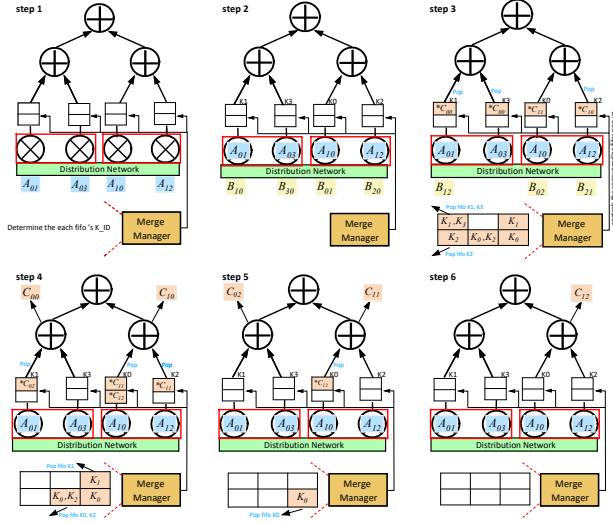 step 1
Distribution Network
A01 A03 A10 A12
Determine the each fifo 's K_ID
Merge Manager
step 2
K1 K3 K0 K2
A01 A03 A10 A12
Distribution Network
B10 B30 B01 B20
Merge Manager
step 3
Pop Pop Pop
K1 K3 K0 K2
*C00 *C00 *C11 *C10
A01 A03 A10 A12
Distribution Network
B12 B02 B21
Pop fifo K1, K3
K1,K3 K1
K2 K0,K2 K0
Pop fifo K2
Merge Manager
step 4
C00 C10
Pop Pop Pop
K1 K3 K0 K2
*C02 *C11 *C11
*C12
A01 A03 A10 A12
Distribution Network
Pop fifo K1
K1
K0,K2 K0
Pop fifo K0, K2
Merge Manager
step 5
C02 C11
Pop
K1 K3 K0 K2
*C12
A01 A03 A10 A12
Distribution Network
K0
Pop fifo K0
Merge Manager
step 6
C12
K1 K3 K0 K2
A01 A03 A10 A12
Distribution Network
Merge Manager